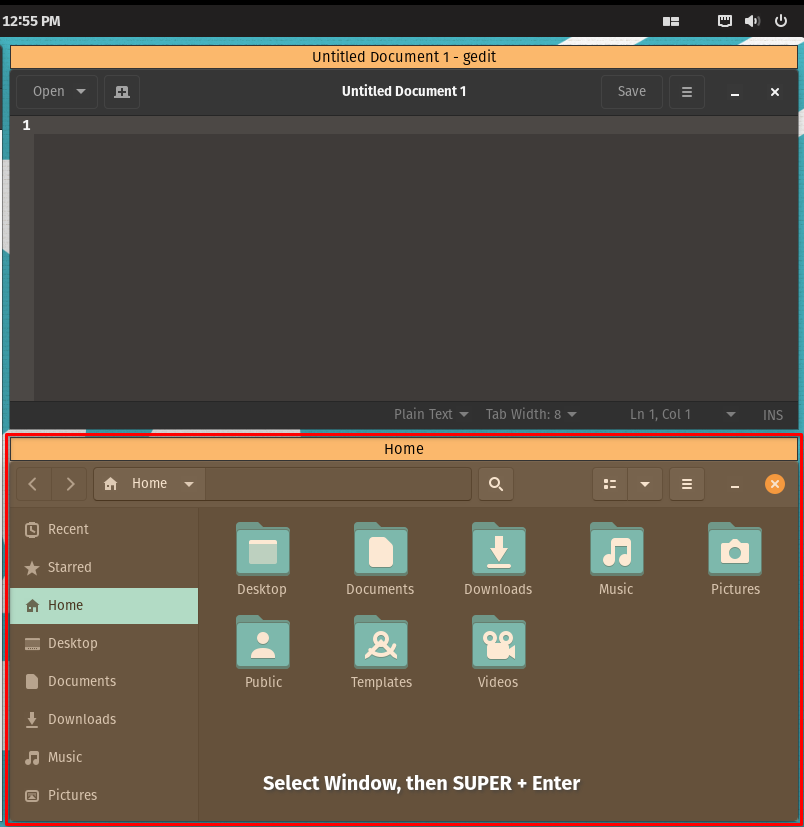 12:55 PM
Untitled Document 1 - gedit
Open Untitled Document 1 Save
1
Plain Text Tab Width: 8 Ln 1, Col 1 INS
Home
Home
Recent
Starred
Home
Desktop
Documents
Downloads
Music
Pictures
Desktop Documents Downloads Music Pictures
Public Templates Videos
Select Window, then SUPER + Enter